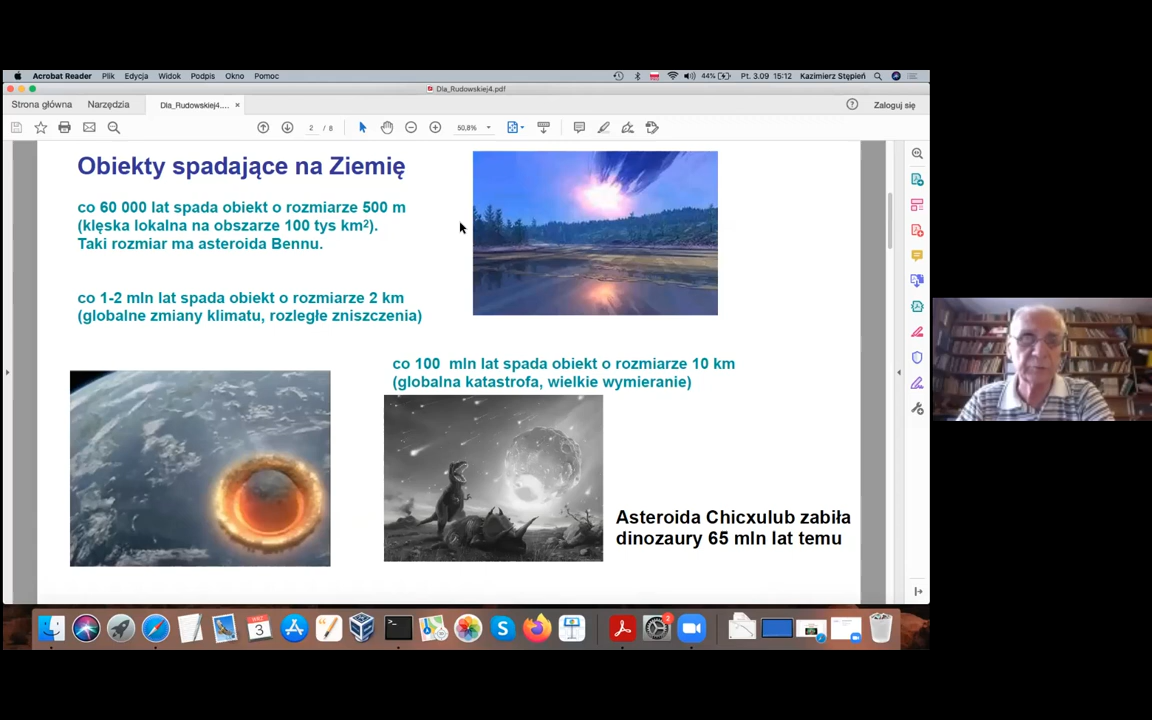 Acrobat Reader Plik Edycja Widok Podpis Okno Pomoc
44% Pt. 3.09 15:12 Kazimierz Stępień
Dla_Rudowskiej4.pdf
Strona główna Narzędzia Dla_Rudowskiej4.... × Zaloguj się
2 / 8 50,8%
Obiekty spadające na Ziemię
co 60 000 lat spada obiekt o rozmiarze 500 m
(klęska lokalna na obszarze 100 tys km²).
Taki rozmiar ma asteroida Bennu.
co 1-2 mln lat spada obiekt o rozmiarze 2 km
(globalne zmiany klimatu, rozległe zniszczenia)
co 100 mln lat spada obiekt o rozmiarze 10 km
(globalna katastrofa, wielkie wymieranie)
Asteroida Chicxulub zabiła
dinozaury 65 mln lat temu
3
2